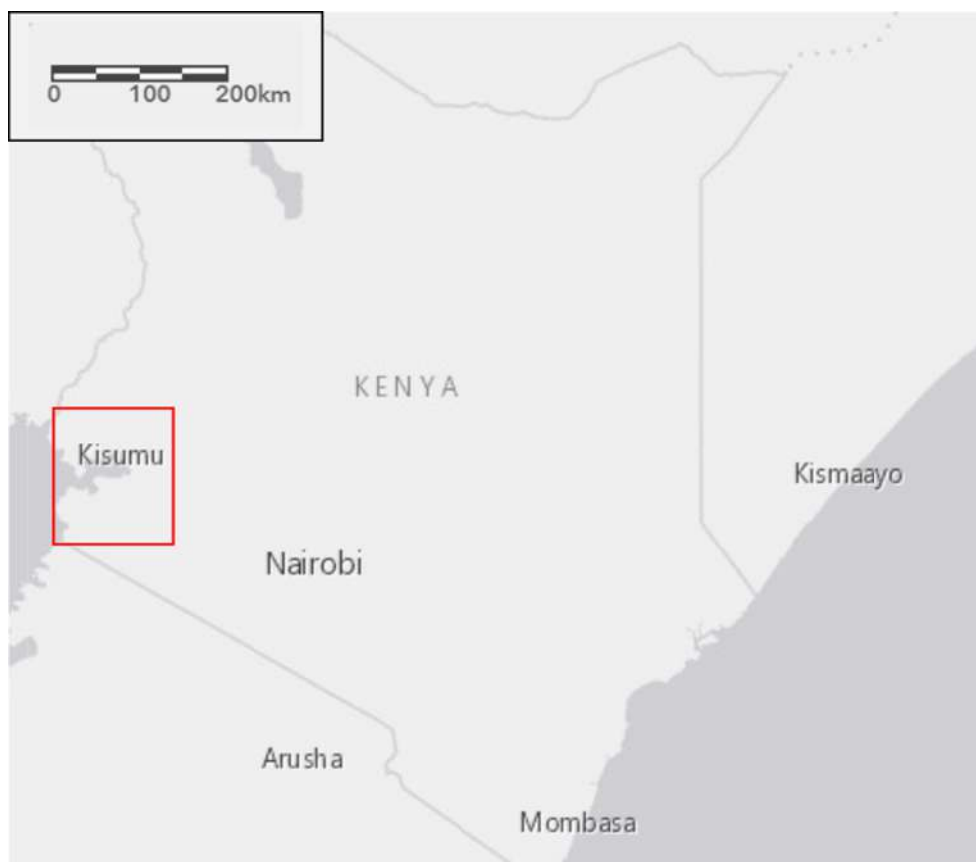 0 100 200km
KENYA
Kisumu
Kismaayo
Nairobi
Arusha
Mombasa